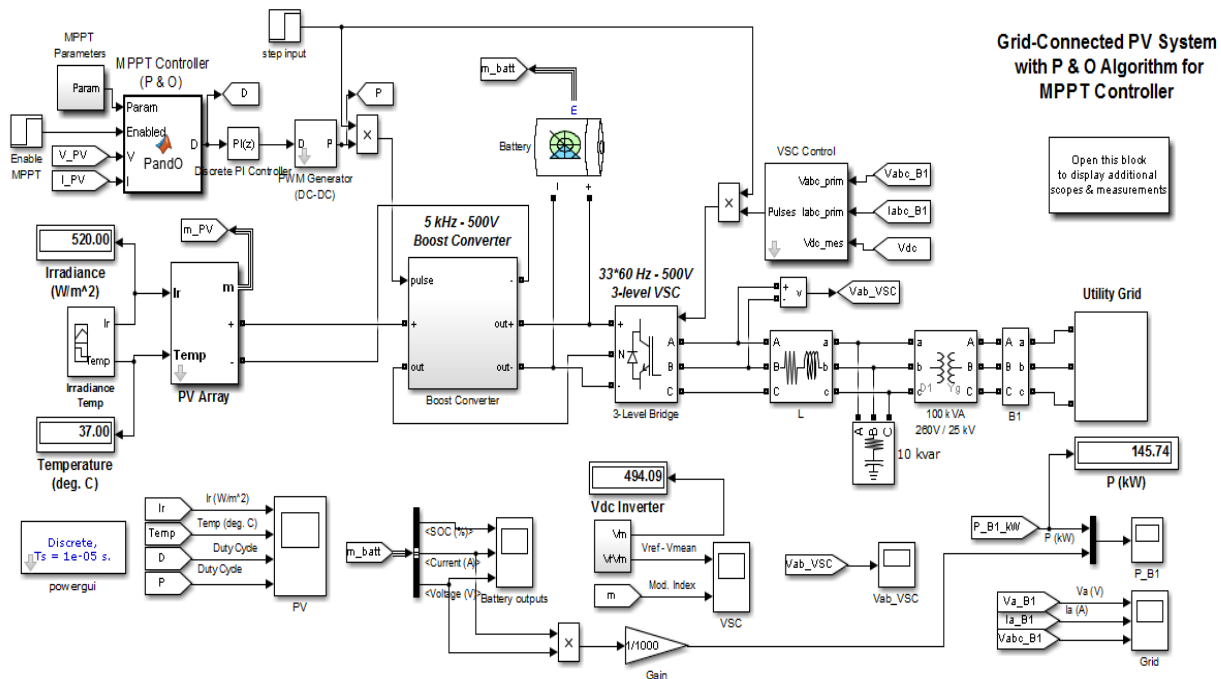 Grid-Connected PV System
with P & O Algorithm for
MPPT Controller
MPPT
Parameters
Param
MPPT Controller
(P & O)
Param
Enabled
V
I
PandO
D
Enable
MPPT
V_PV
I_PV
D
PI(z)
Discrete PI Controller
D
P
PWM Generator
(DC-DC)
P
step input
×
m_batt
E
Battery
-
+
VSC Control
Vabc_prim
Pulses
Iabc_prim
Vdc_mes
Vabc_B1
Iabc_B1
Vdc
×
Open this block
to display additional
scopes & measurements
520.00
Irradiance
(W/m^2)
Ir
Temp
Irradiance
Temp
37.00
Temperature
(deg. C)
m_PV
Ir
m
+
Temp
-
PV Array
5 kHz - 500V
Boost Converter
pulse
-
+
out+
out
out-
Boost Converter
33*60 Hz - 500V
3-level VSC
+
N
-
A
B
C
3-Level Bridge
+
-
v
Vab_VSC
A
B
C
a
b
c
L
A
B
C
10 kvar
a
b
c
A
B
C
D1
Yg
100 kVA
260V / 25 kV
A
B
C
a
b
c
B1
Utility Grid
145.74
P (kW)
Discrete,
Ts = 1e-05 s.
powergui
Ir
Temp
D
P
Ir (W/m^2)
Temp (deg. C)
Duty Cycle
Duty Cycle
PV
m_batt
<SOC (%)>
<Current (A)>
<Voltage (V)>
Battery outputs
494.09
Vdc Inverter
Vm
VrVm
Vref - Vmean
m
Mod. Index
VSC
Vab_VSC
Vab_VSC
×
1/1000
Gain
P_B1_kW
P (kW)
P_B1
Va_B1
Ia_B1
Vabc_B1
Va (V)
Ia (A)
Grid